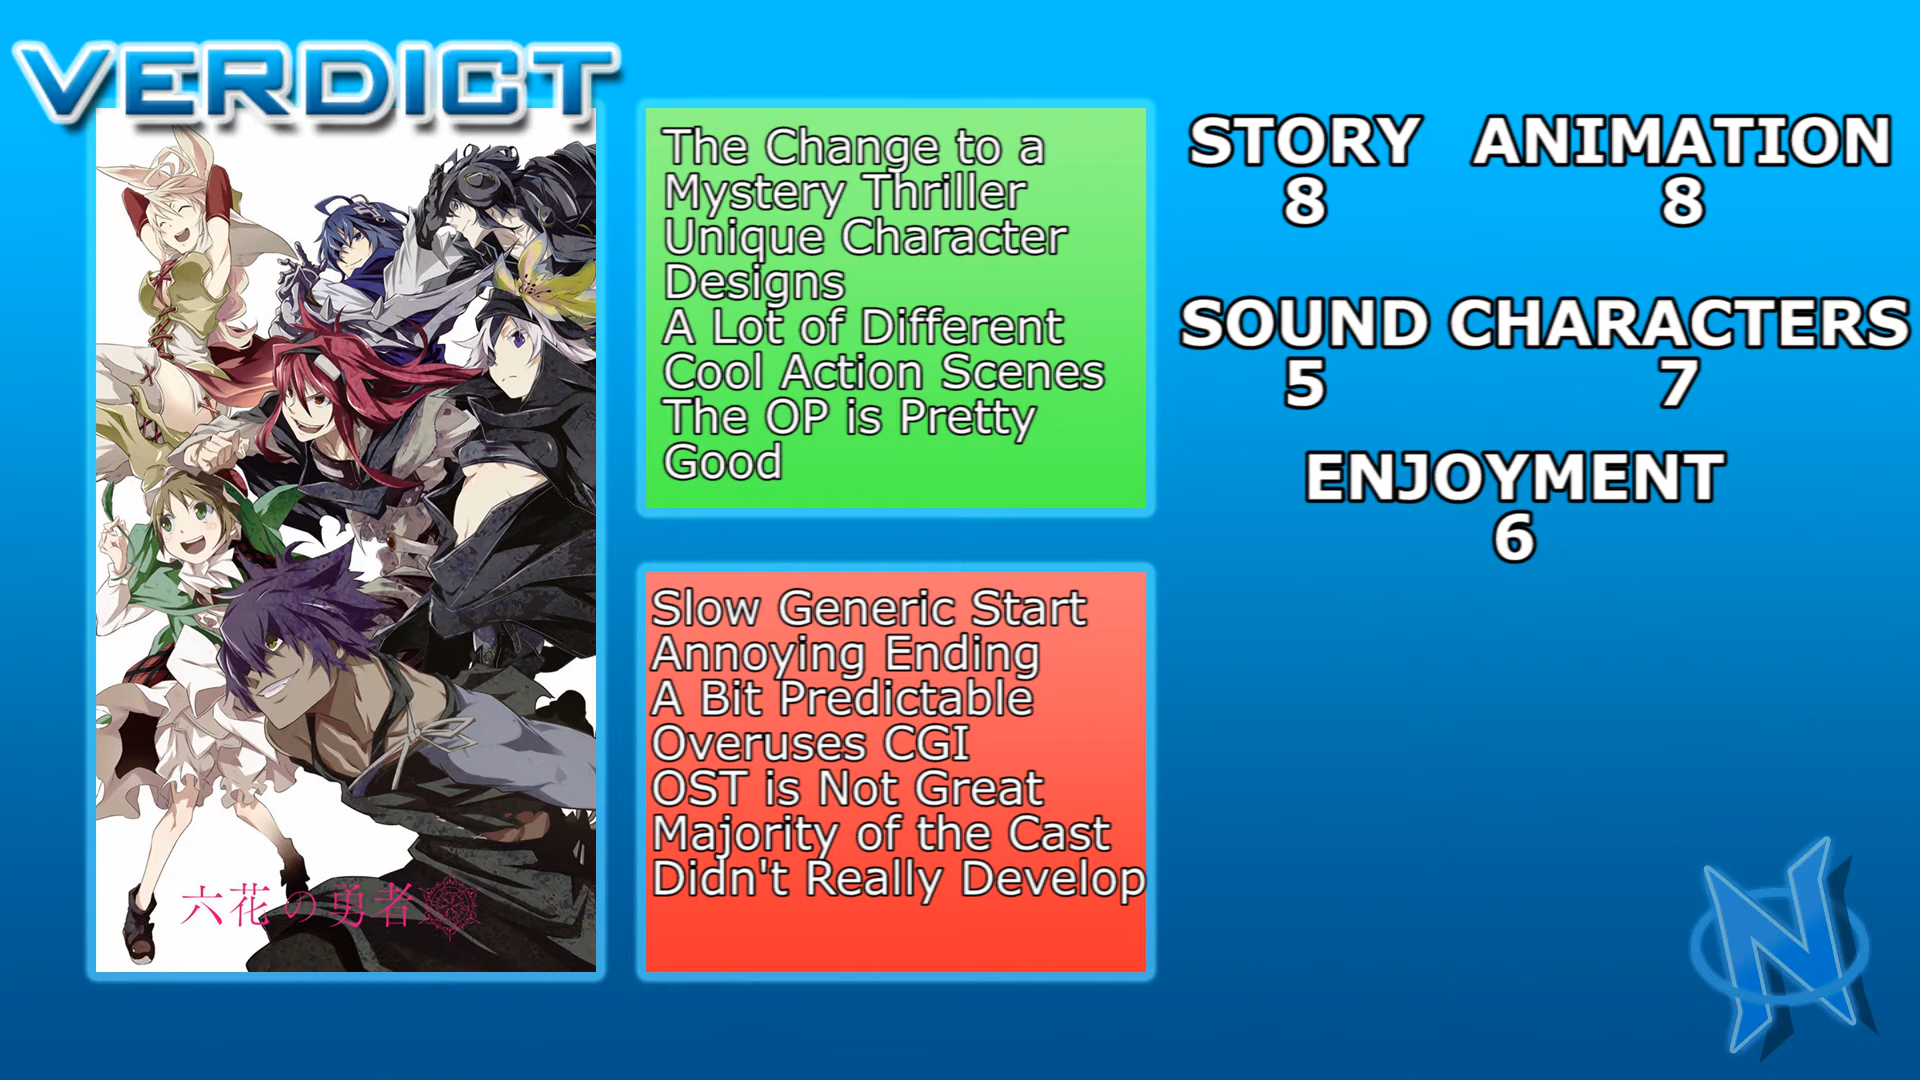 VERDICT
The Change to a
Mystery Thriller
Unique Character
Designs
A Lot of Different
Cool Action Scenes
The OP is Pretty
Good
Slow Generic Start
Annoying Ending
A Bit Predictable
Overuses CGI
OST is Not Great
Majority of the Cast
Didn't Really Develop
STORY ANIMATION
8 8
SOUND CHARACTERS
5 7
ENJOYMENT
6
六花の勇者
N